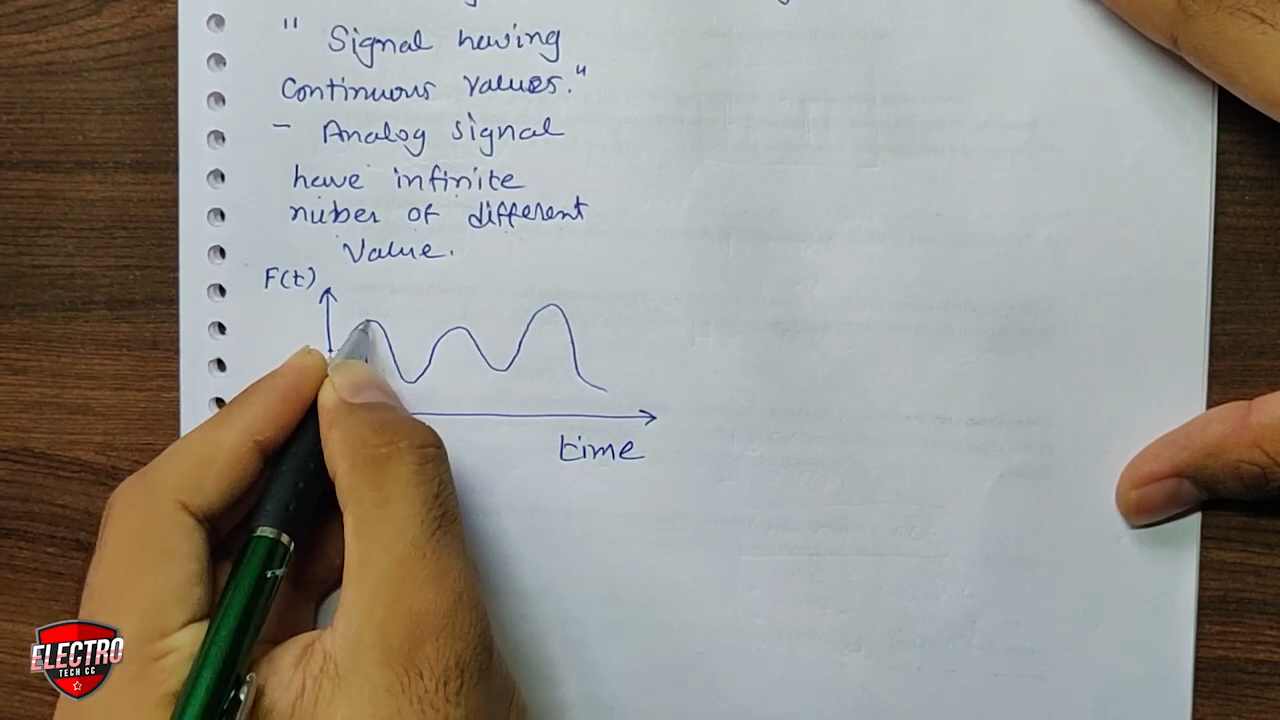 " Signal having
Continuous values."
- Analog signal
have infinite
nuber of different
Value.
F(t)
time
ELECTRO
TECH CC